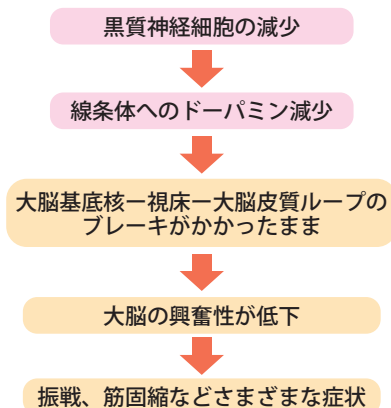 黒質神経細胞の減少
線条体へのドーパミン減少
大脳基底核ー視床ー大脳皮質ループの
ブレーキがかかったまま
大脳の興奮性が低下
振戦、筋固縮などさまざまな症状